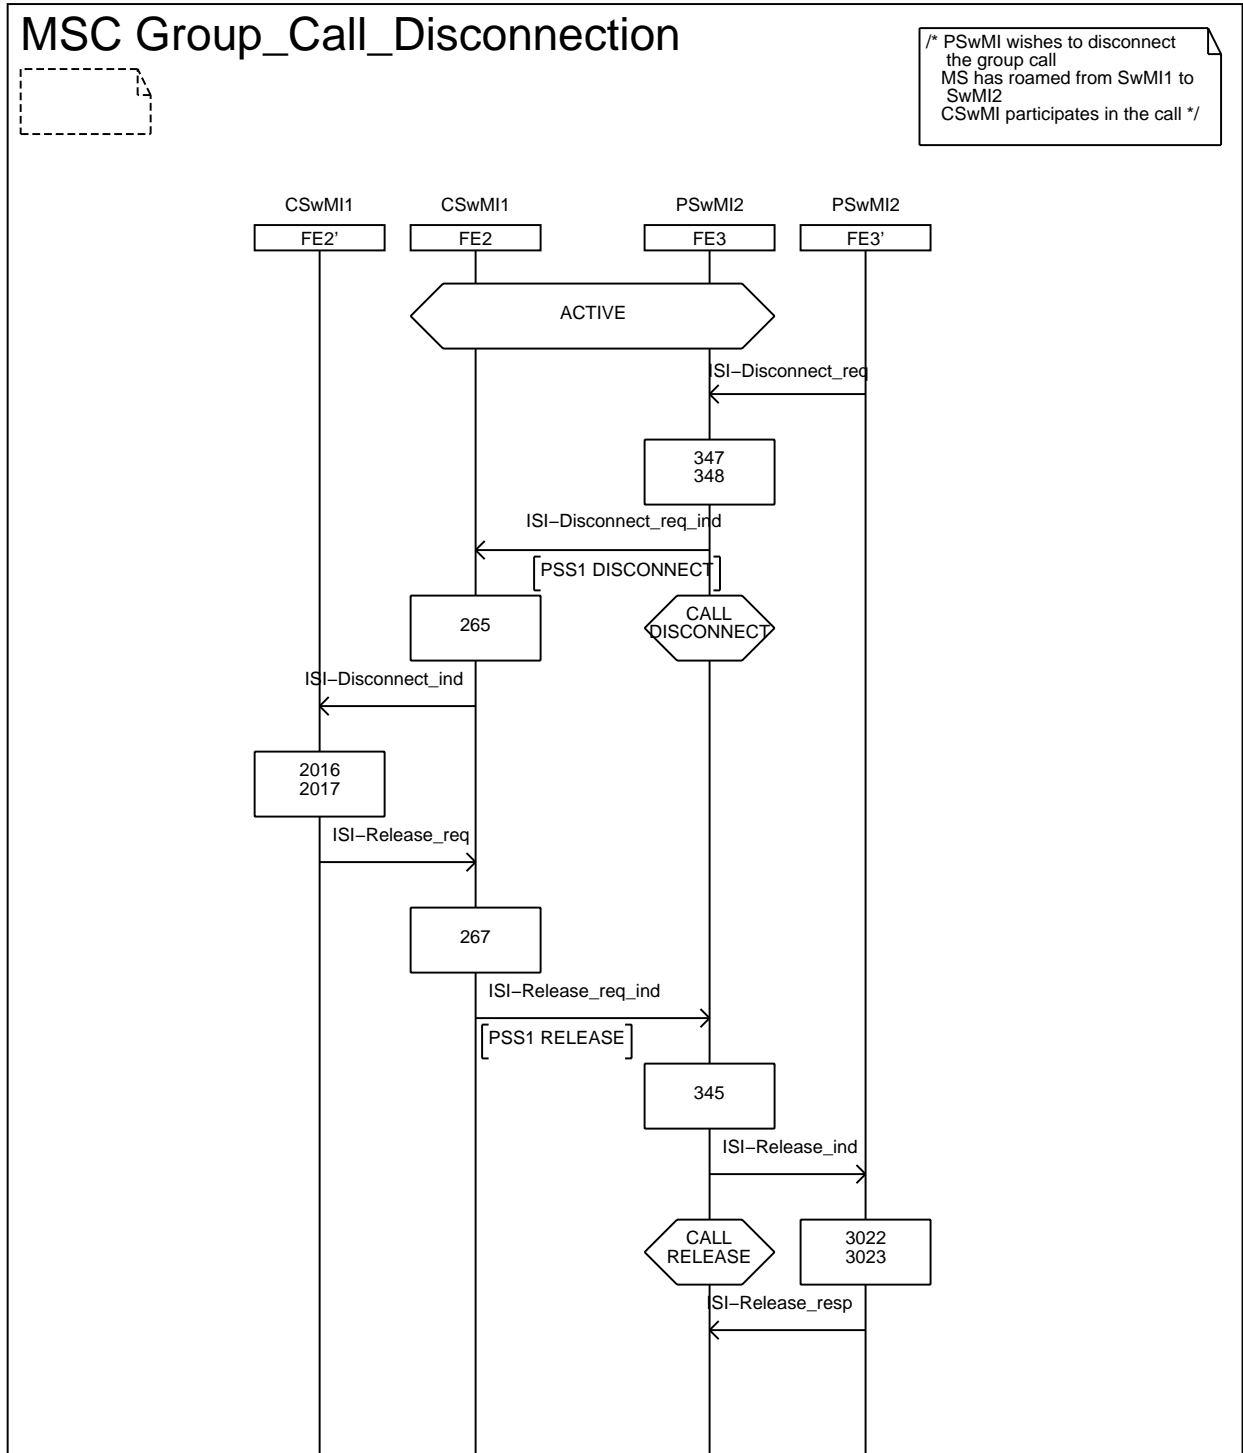 MSC Group_Call_Disconnection
/* PSwMI wishes to disconnect
the group call
MS has roamed from SwMI1 to
SwMI2
CSwMI participates in the call */
CSwMI1 CSwMI1 PSwMI2 PSwMI2
FE2' FE2 FE3 FE3'
ACTIVE
ISI-Disconnect_req
347
348
ISI-Disconnect_req_ind
PSS1 DISCONNECT
265
CALL
DISCONNECT
ISI-Disconnect_ind
2016
2017
ISI-Release_req
267
ISI-Release_req_ind
PSS1 RELEASE
345
ISI-Release_ind
CALL
RELEASE
3022
3023
ISI-Release_resp